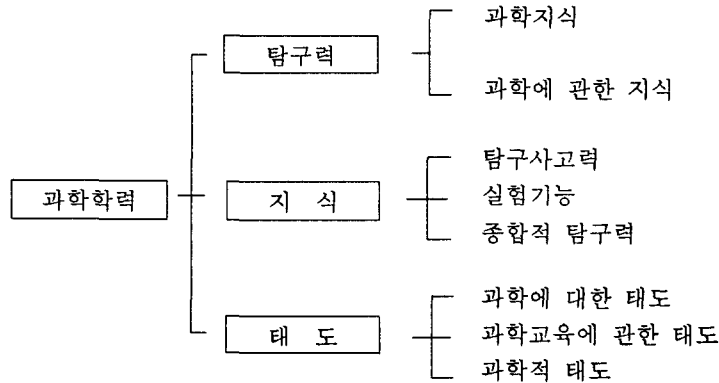 과학지식
탐구력
과학에 관한 지식
탐구사고력
과학학력
지 식
실험기능
종합적 탐구력
과학에 대한 태도
태 도
과학교육에 관한 태도
과학적 태도